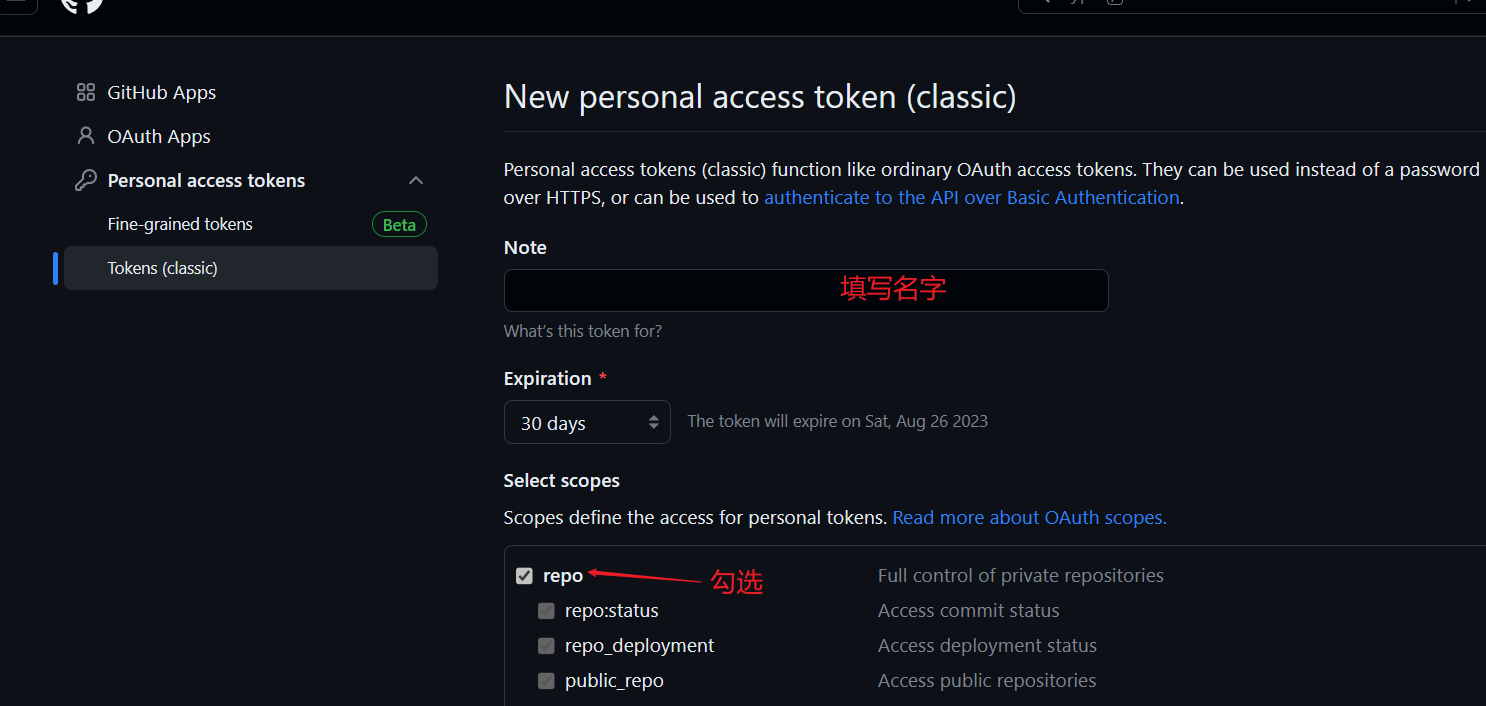 GitHub Apps
OAuth Apps
Personal access tokens
Fine-grained tokens Beta
Tokens (classic)
New personal access token (classic)
Personal access tokens (classic) function like ordinary OAuth access tokens. They can be used instead of a password
over HTTPS, or can be used to authenticate to the API over Basic Authentication.
Note
填写名字
What's this token for?
Expiration *
30 days The token will expire on Sat, Aug 26 2023
Select scopes
Scopes define the access for personal tokens. Read more about OAuth scopes.
repo 勾选 Full control of private repositories
repo:status Access commit status
repo_deployment Access deployment status
public_repo Access public repositories